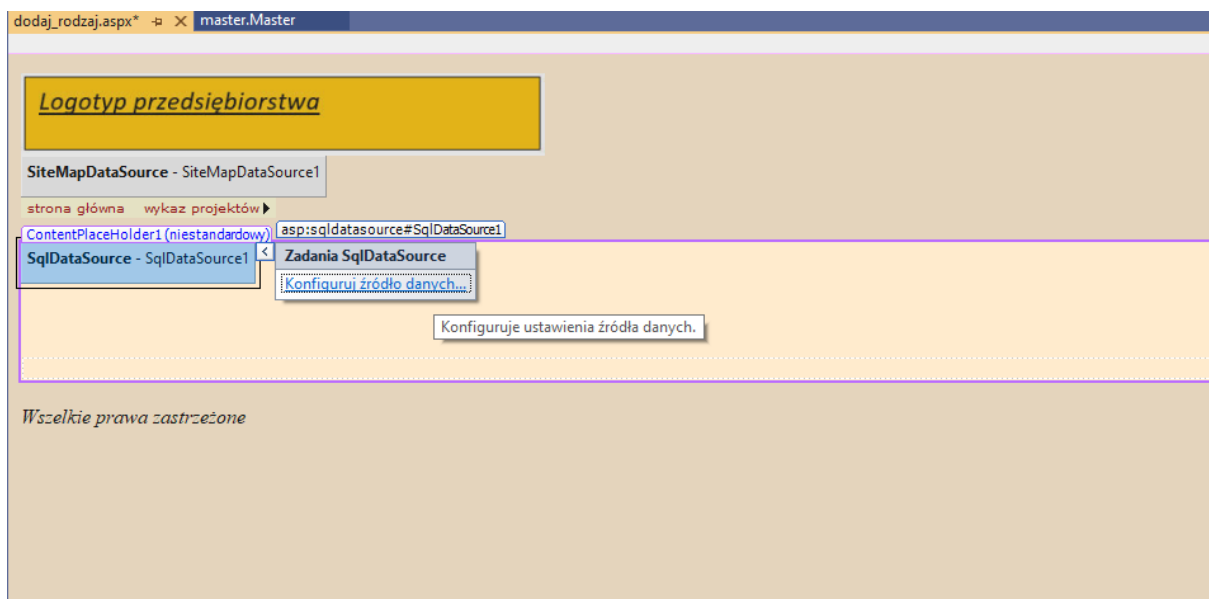 dodaj_rodzaj.aspx* master.Master
Logotyp przedsiębiorstwa
SiteMapDataSource - SiteMapDataSource1
strona główna wykaz projektów
ContentPlaceHolder1 (niestandardowy) asp:sqldatasource#SqlDataSource1
SqlDataSource - SqlDataSource1 < Zadania SqlDataSource
Konfiguruj źródło danych...
Konfiguruje ustawienia źródła danych.
Wszelkie prawa zastrzeżone